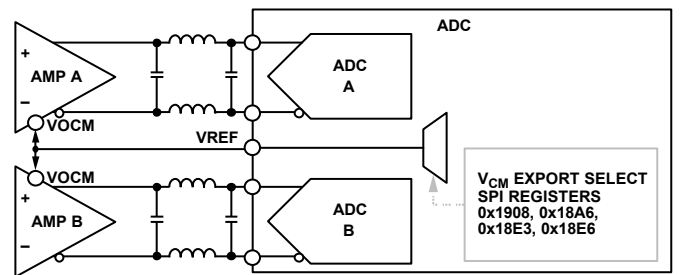 ADC
+
AMP A
–
VOCM
ADC
A
VREF
VOCM
+
AMP B
–
ADC
B
VCM EXPORT SELECT
SPI REGISTERS
0x1908, 0x18A6,
0x18E3, 0x18E6